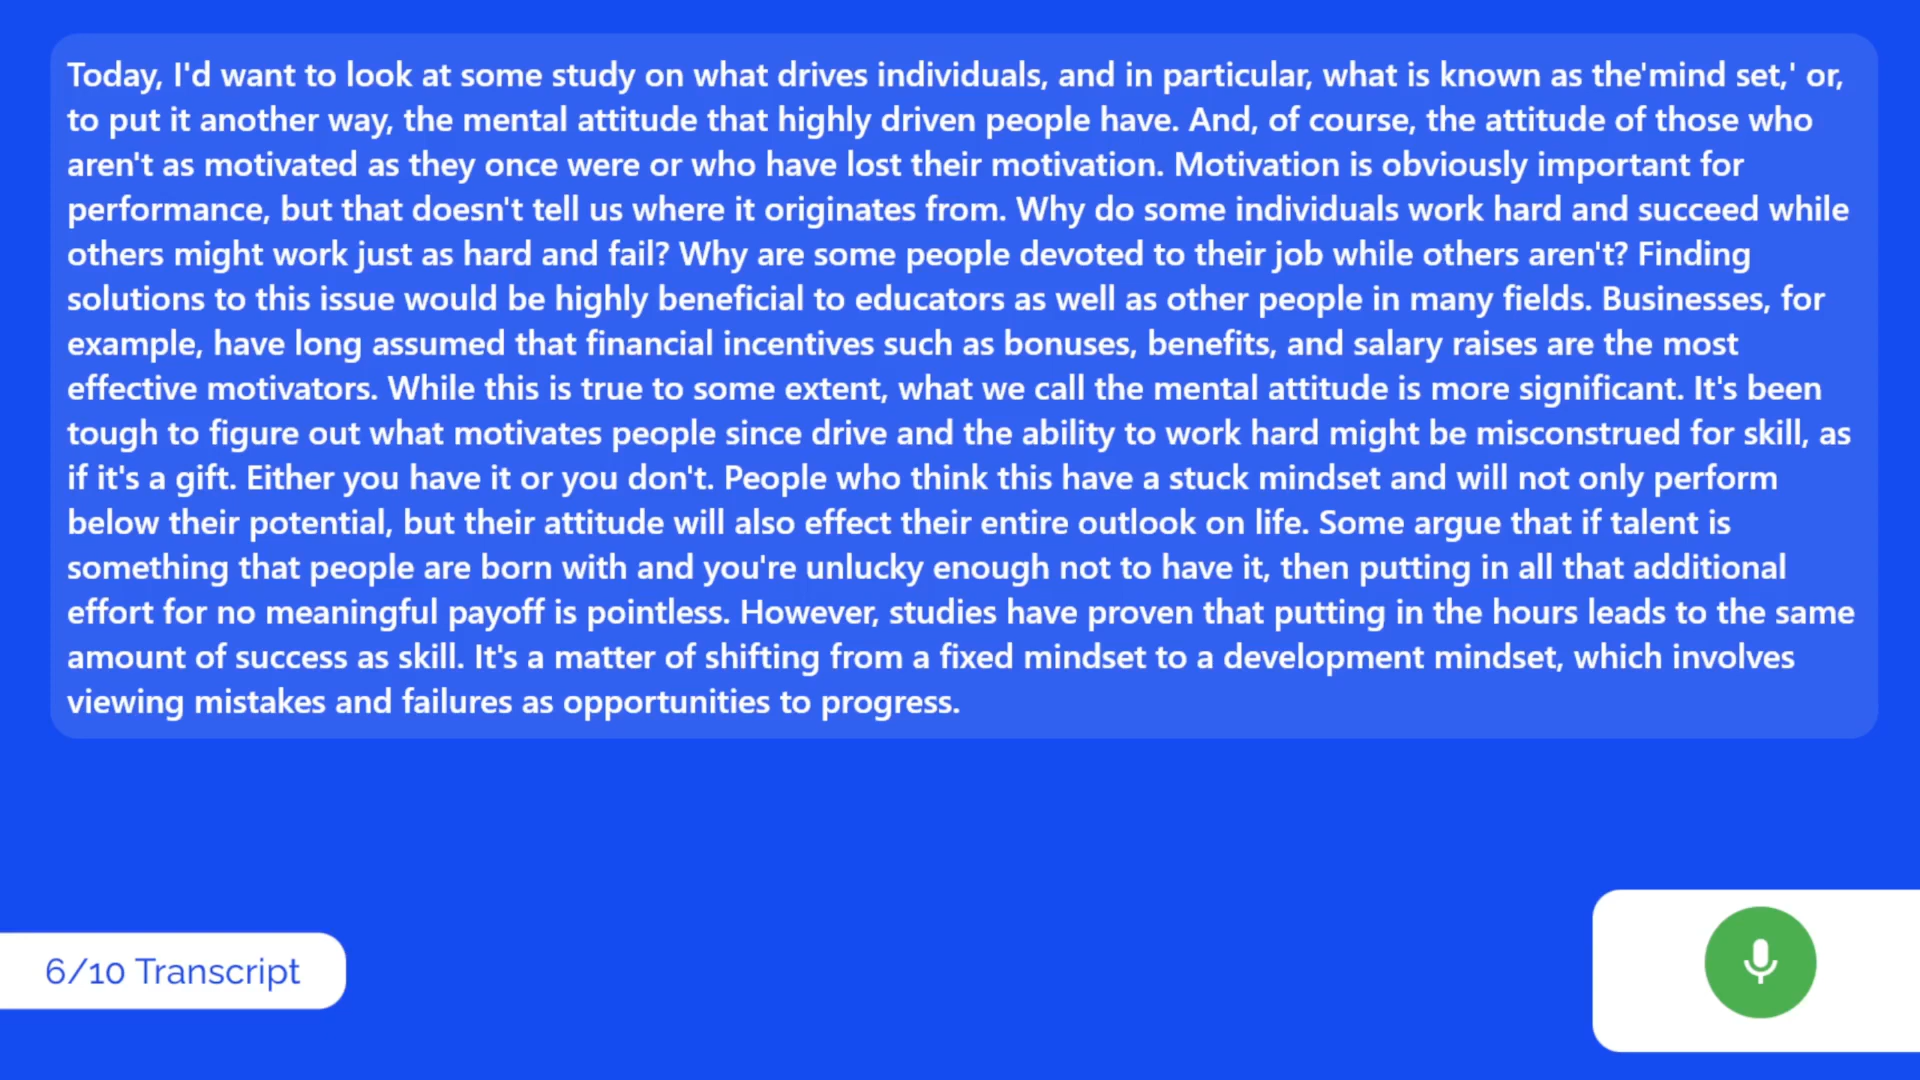 Today, I'd want to look at some study on what drives individuals, and in particular, what is known as the'mind set,' or,
to put it another way, the mental attitude that highly driven people have. And, of course, the attitude of those who
aren't as motivated as they once were or who have lost their motivation. Motivation is obviously important for
performance, but that doesn't tell us where it originates from. Why do some individuals work hard and succeed while
others might work just as hard and fail? Why are some people devoted to their job while others aren't? Finding
solutions to this issue would be highly beneficial to educators as well as other people in many fields. Businesses, for
example, have long assumed that financial incentives such as bonuses, benefits, and salary raises are the most
effective motivators. While this is true to some extent, what we call the mental attitude is more significant. It's been
tough to figure out what motivates people since drive and the ability to work hard might be misconstrued for skill, as
if it's a gift. Either you have it or you don't. People who think this have a stuck mindset and will not only perform
below their potential, but their attitude will also effect their entire outlook on life. Some argue that if talent is
something that people are born with and you're unlucky enough not to have it, then putting in all that additional
effort for no meaningful payoff is pointless. However, studies have proven that putting in the hours leads to the same
amount of success as skill. It's a matter of shifting from a fixed mindset to a development mindset, which involves
viewing mistakes and failures as opportunities to progress.
6/10 Transcript